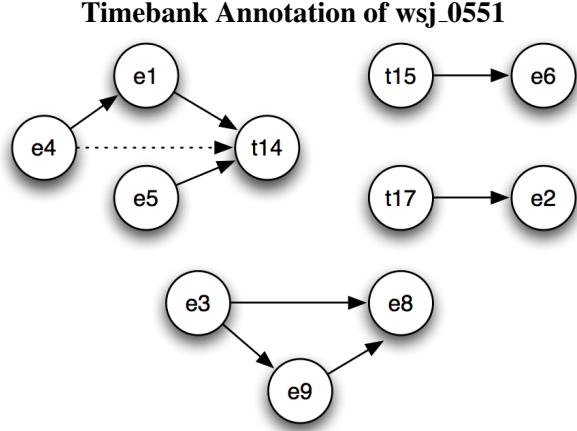 Timebank Annotation of wsj_0551
e1
t15
e6
e4
t14
e5
t17
e2
e3
e8
e9